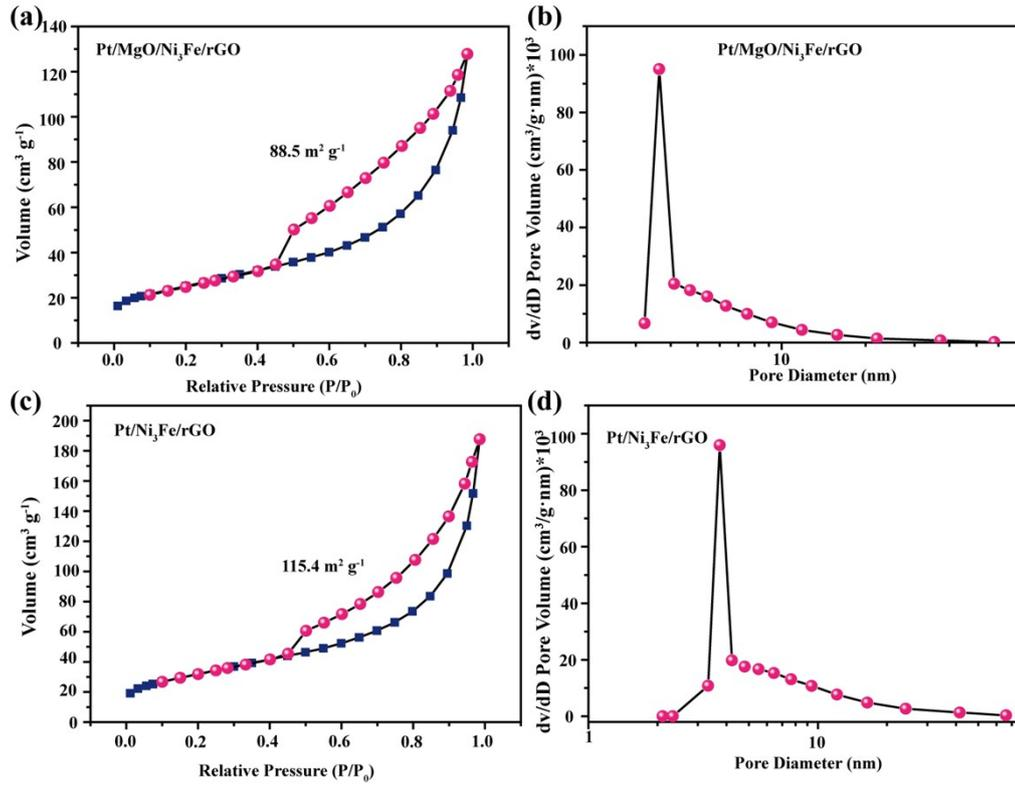 (a)
Pt/MgO/Ni₃Fe/rGO
88.5 m² g⁻¹
Volume (cm³ g⁻¹)
140
120
100
80
60
40
20
0
0.0 0.2 0.4 0.6 0.8 1.0
Relative Pressure (P/P₀)
(b)
Pt/MgO/Ni₃Fe/rGO
dv/dD Pore Volume (cm³/g·nm)*10³
100
80
60
40
20
0
10
Pore Diameter (nm)
(c)
Pt/Ni₃Fe/rGO
115.4 m² g⁻¹
Volume (cm³ g⁻¹)
200
180
160
140
120
100
80
60
40
20
0
0.0 0.2 0.4 0.6 0.8 1.0
Relative Pressure (P/P₀)
(d)
Pt/Ni₃Fe/rGO
dv/dD Pore Volume (cm³/g·nm)*10³
100
80
60
40
20
0
1 10
Pore Diameter (nm)